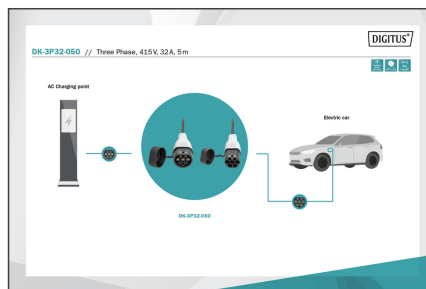 DIGITUS®
DK-3P32-050 // Three Phase, 415V, 32A, 5m
AC Charging point
Electric car
DK-3P32-050